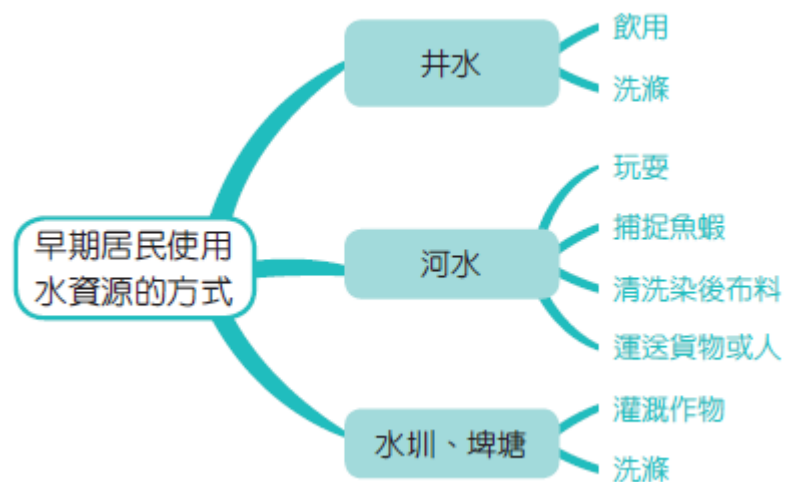 早期居民使用
水資源的方式
井水
飲用
洗滌
河水
玩耍
捕捉魚蝦
清洗染後布料
運送貨物或人
水圳、埤塘
灌溉作物
洗滌